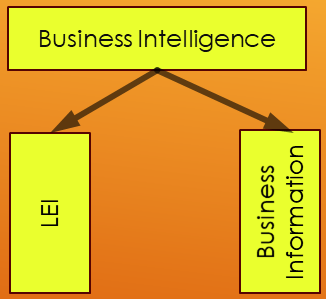 Business Intelligence
LEI
Business
Information